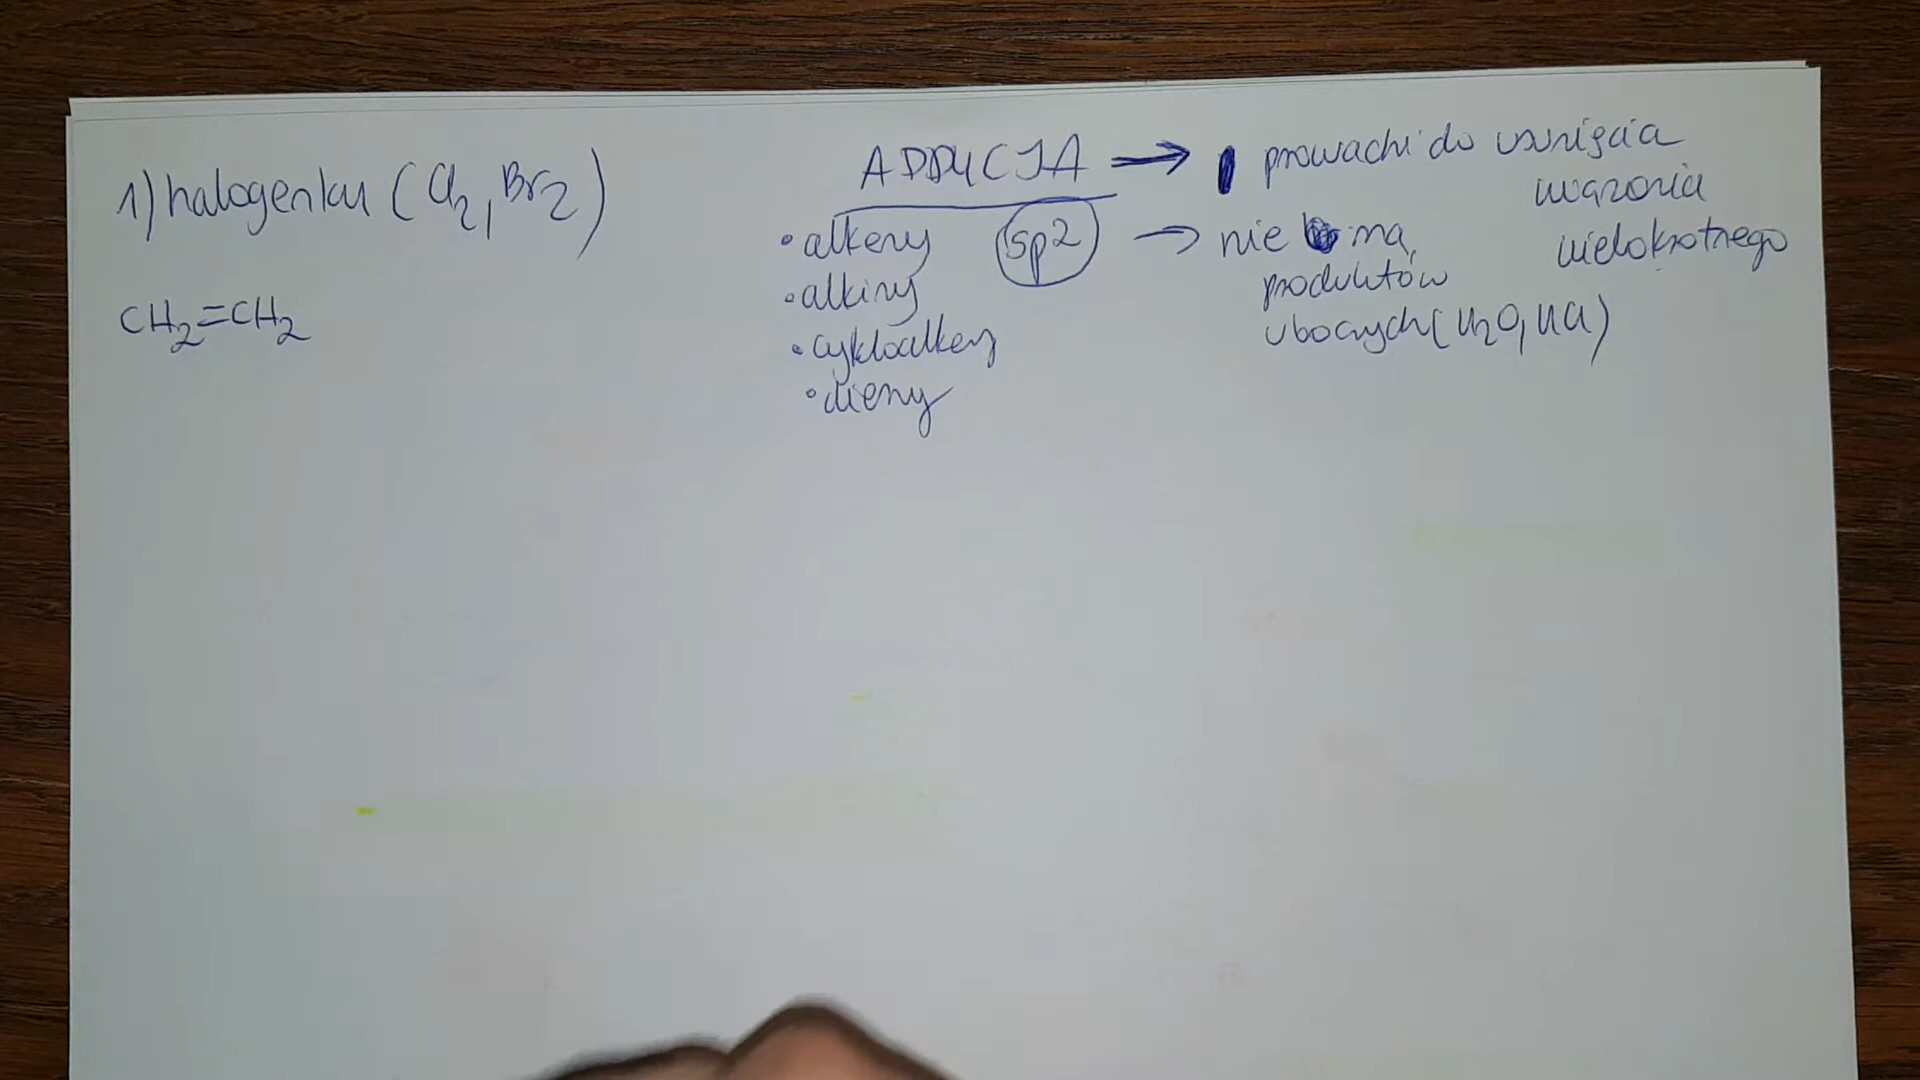 1) halogenki (Cl2, Br2)
CH2=CH2
ADDYCJA → prowadzi do usunięcia
wiązania
wielokrotnego
• alkeny sp2 → nie ma
produktów
ubocznych (H2O, HCl)
• alkiny
• cykloalkeny
• dieny